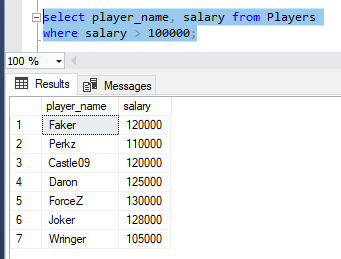 select player_name, salary from Players
where salary > 100000;
100 %
Results Messages
player_name salary
1 Faker 120000
2 Perkz 110000
3 Castle09 120000
4 Daron 125000
5 ForceZ 130000
6 Joker 128000
7 Wringer 105000